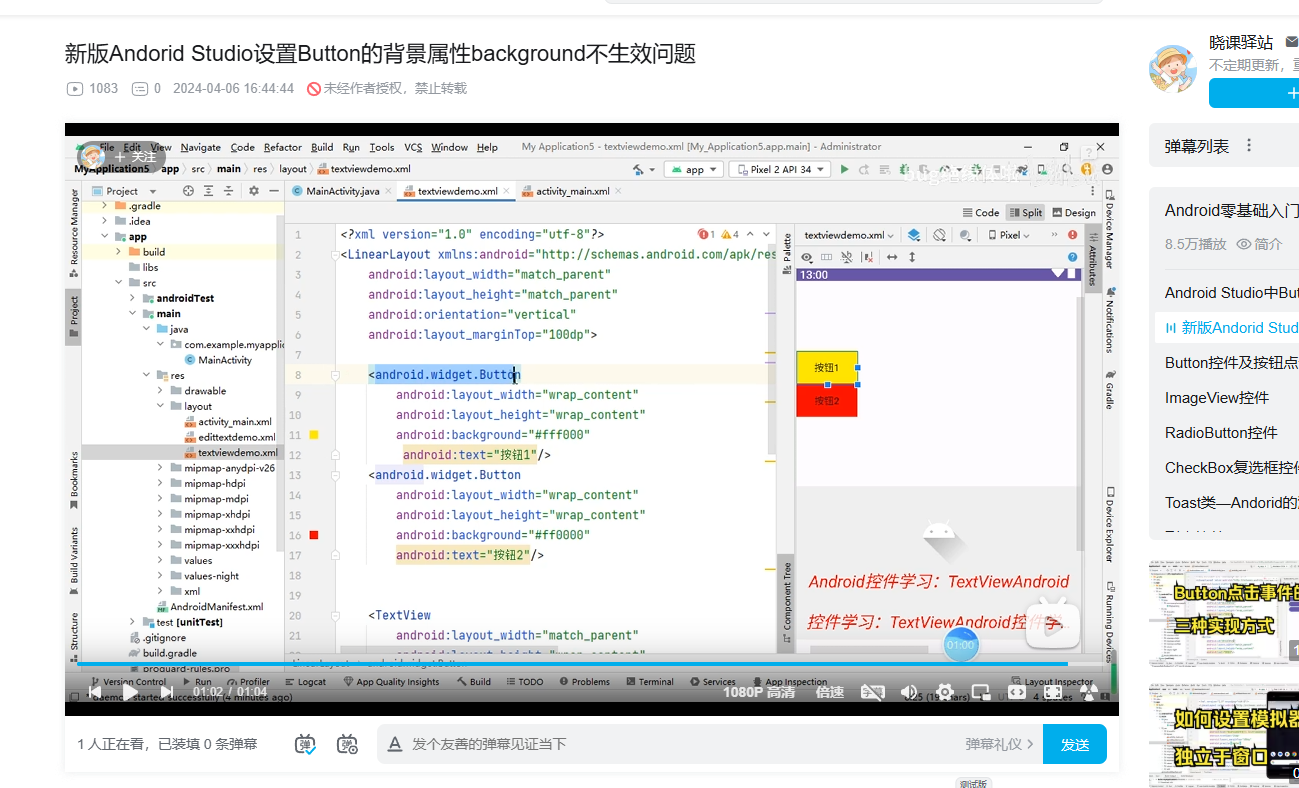 新版Andorid Studio设置Button的背景属性background不生效问题
1083 0 2024-04-06 16:44:44 未经作者授权，禁止转载
晓课驿站
不定期更新，
弹幕列表
Android零基础入门
8.5万播放 简介
Android Studio中But
新版Andorid Stud
Button控件及按钮点
ImageView控件
RadioButton控件
CheckBox复选框控件
Toast类—Andorid的
File Edit View Navigate Code Refactor Build Run Tools VCS Window Help My Application5 - textviewdemo.xml [My_Application5.app.main] - Administrator
+ 关注
MyApplication5 app src main res layout textviewdemo.xml
app Pixel 2 API 34
Project
MainActivity.java textviewdemo.xml activity_main.xml
Code Split Design
Resource Manager
Project
Bookmarks
Build Variants
Structure
.gradle
.idea
app
build
libs
src
androidTest
main
java
com.example.myapplic
MainActivity
res
drawable
layout
activity_main.xml
edittextdemo.xml
textviewdemo.xml
mipmap-anydpi-v26
mipmap-hdpi
mipmap-mdpi
mipmap-xhdpi
mipmap-xxhdpi
mipmap-xxxhdpi
values
values-night
xml
AndroidManifest.xml
test [unitTest]
.gitignore
build.gradle
proguard-rules.pro
1 <?xml version="1.0" encoding="utf-8"?>
1 4
2 <LinearLayout xmlns:android="http://schemas.android.com/apk/res
3 android:layout_width="match_parent"
4 android:layout_height="match_parent"
5 android:orientation="vertical"
6 android:layout_marginTop="100dp">
7
8 <android.widget.Button
9 android:layout_width="wrap_content"
10 android:layout_height="wrap_content"
11 android:background="#fff000"
12 android:text="按钮1"/>
13 <android.widget.Button
14 android:layout_width="wrap_content"
15 android:layout_height="wrap_content"
16 android:background="#ff0000"
17 android:text="按钮2"/>
18
19
20 <TextView
21 android:layout_width="match_parent"
Palette
Component Tree
textviewdemo.xml Pixel
13:00
按钮1
按钮2
Android控件学习：TextViewAndroid
控件学习：TextViewAndroid控件学...
01:00
Attributes
Device Manager
Notifications
Gradle
Device Explorer
Running Devices
Version Control Run Profiler Logcat App Quality Insights Build TODO Problems Terminal Services App Inspection Layout Inspector
01:02 / 01:04
1080P 高清 倍速
1 人正在看，已装填 0 条弹幕
发个友善的弹幕见证当下
弹幕礼仪
发送
测试版
Button点击事件的
三种实现方式
如何设置模拟器
独立于窗口